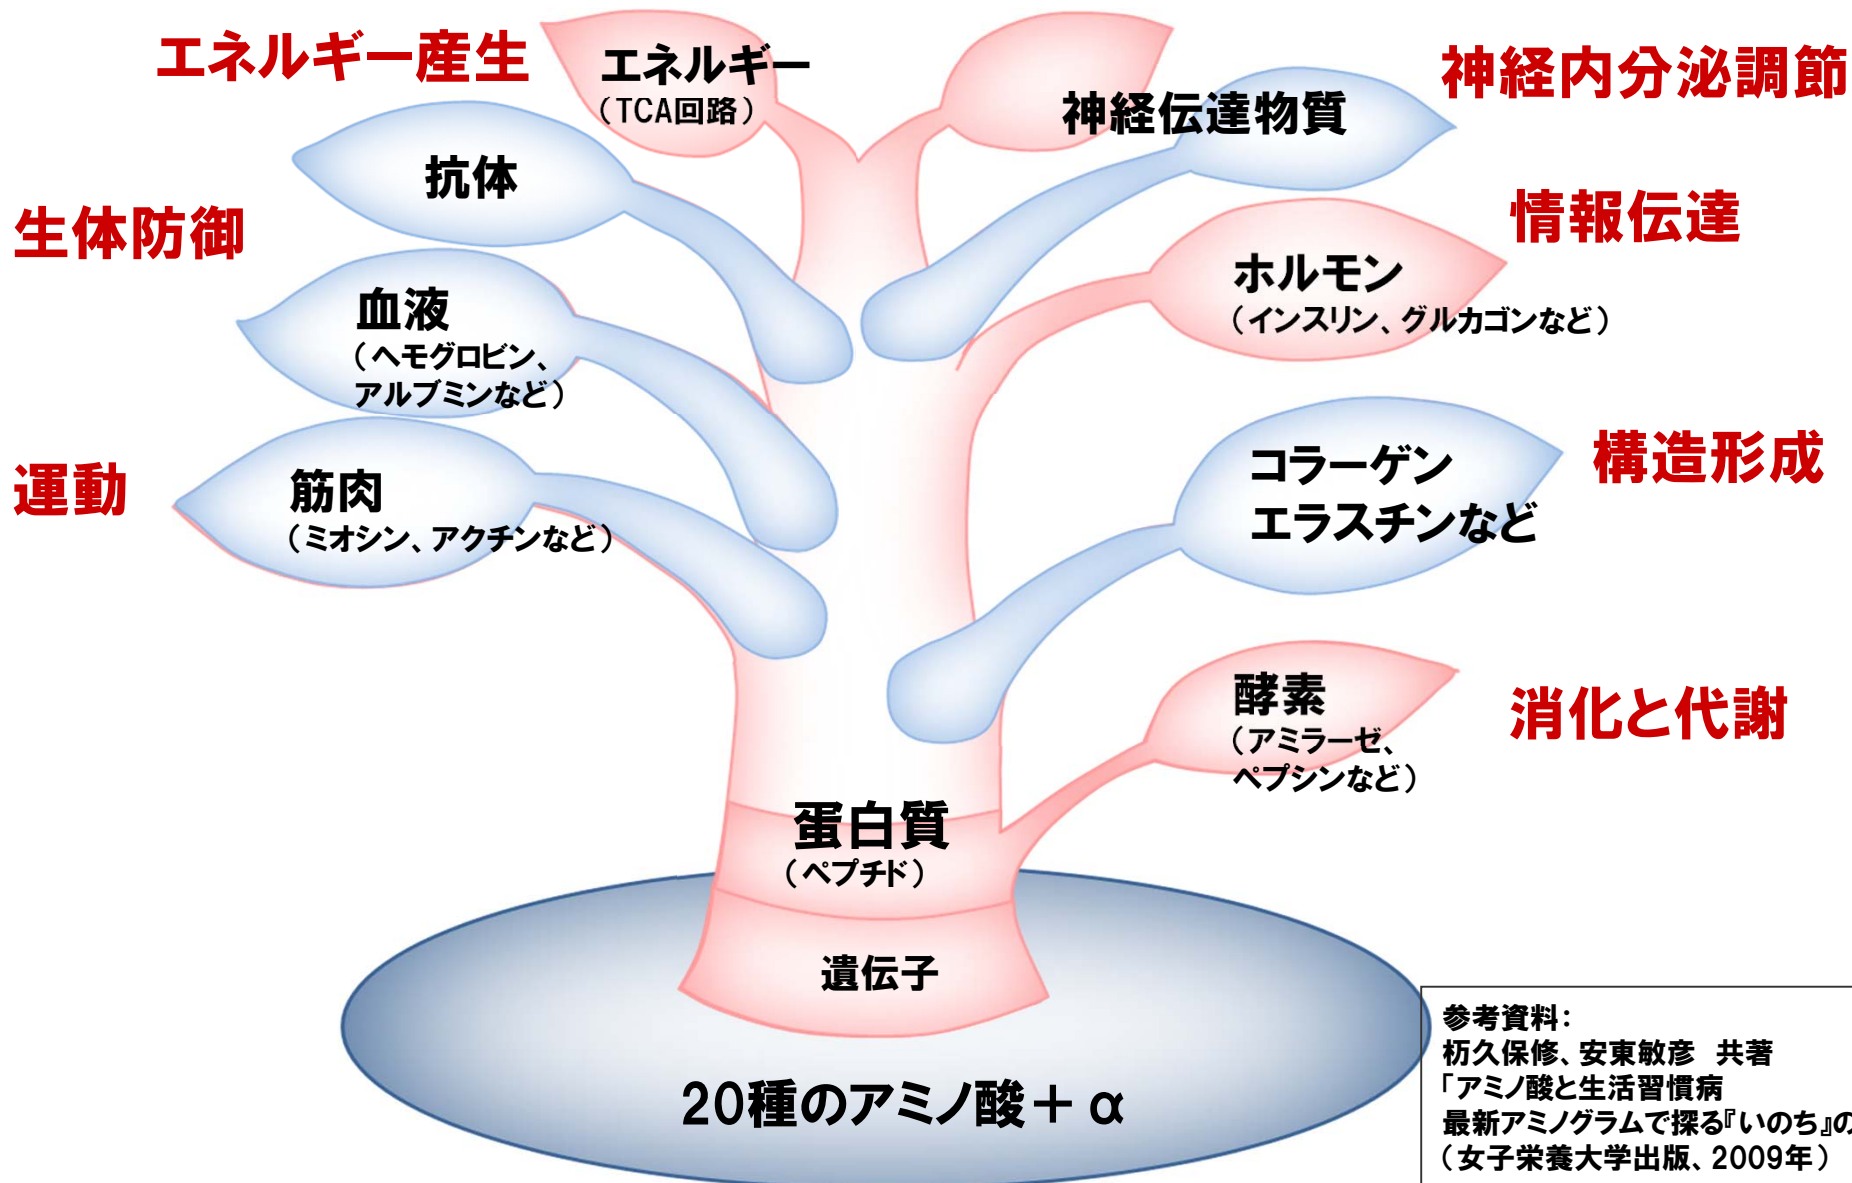 エネルギー産生
エネルギー
（TCA回路）
神経伝達物質
神経内分泌調節
抗体
生体防御
情報伝達
ホルモン
（インスリン、グルカゴンなど）
血液
（ヘモグロビン、
アルブミンなど）
運動
筋肉
（ミオシン、アクチンなど）
コラーゲン
エラスチンなど
構造形成
酵素
（アミラーゼ、
ペプシンなど）
消化と代謝
蛋白質
（ペプチド）
遺伝子
20種のアミノ酸＋α
参考資料：
杤久保修、安東敏彦　共著
「アミノ酸と生活習慣病
最新アミノグラムで探る『いのち』の
（女子栄養大学出版、2009年）